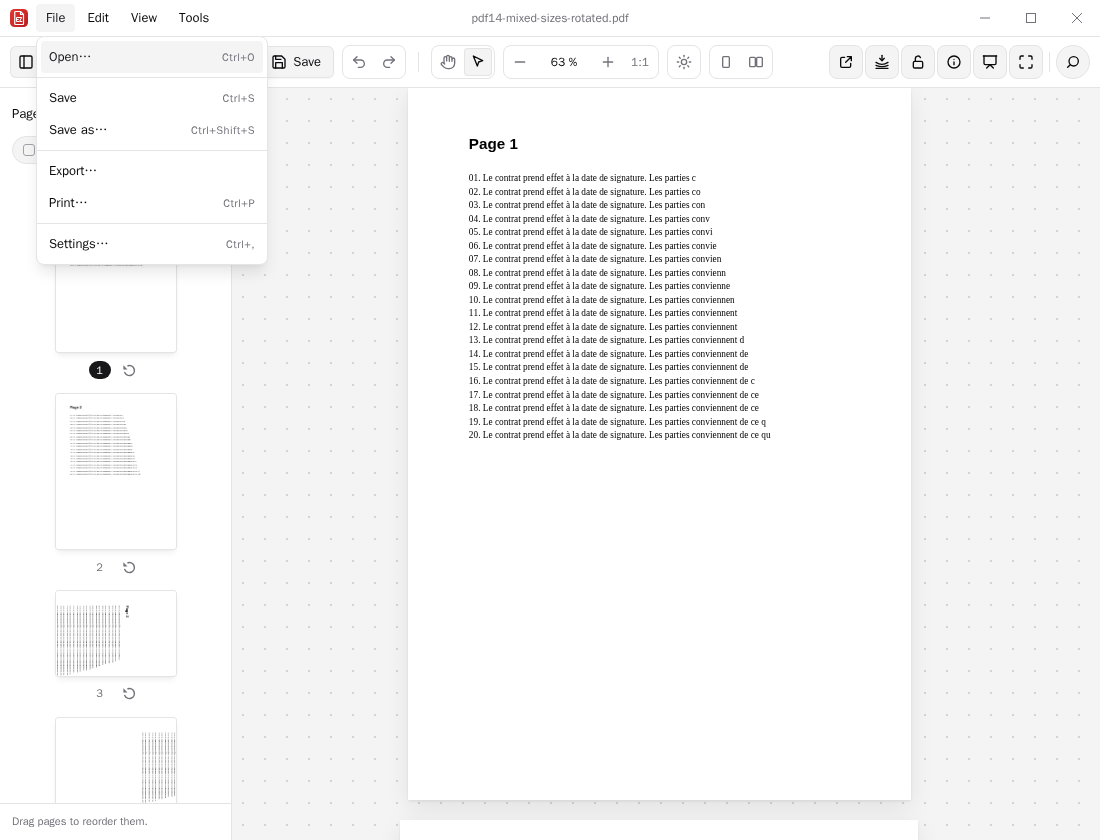 File Edit View Tools pdf14-mixed-sizes-rotated.pdf
Open··· Ctrl+O
Save Ctrl+S
Save as··· Ctrl+Shift+S
Export···
Print··· Ctrl+P
Settings··· Ctrl+,
Save
63 %
1:1
Page
1
Page 2
2
3
Drag pages to reorder them.
Page 1
01. Le contrat prend effet à la date de signature. Les parties c
02. Le contrat prend effet à la date de signature. Les parties co
03. Le contrat prend effet à la date de signature. Les parties con
04. Le contrat prend effet à la date de signature. Les parties conv
05. Le contrat prend effet à la date de signature. Les parties convi
06. Le contrat prend effet à la date de signature. Les parties convie
07. Le contrat prend effet à la date de signature. Les parties convien
08. Le contrat prend effet à la date de signature. Les parties convienn
09. Le contrat prend effet à la date de signature. Les parties convienne
10. Le contrat prend effet à la date de signature. Les parties conviennen
11. Le contrat prend effet à la date de signature. Les parties conviennent
12. Le contrat prend effet à la date de signature. Les parties conviennent
13. Le contrat prend effet à la date de signature. Les parties conviennent d
14. Le contrat prend effet à la date de signature. Les parties conviennent de
15. Le contrat prend effet à la date de signature. Les parties conviennent de
16. Le contrat prend effet à la date de signature. Les parties conviennent de c
17. Le contrat prend effet à la date de signature. Les parties conviennent de ce
18. Le contrat prend effet à la date de signature. Les parties conviennent de ce
19. Le contrat prend effet à la date de signature. Les parties conviennent de ce q
20. Le contrat prend effet à la date de signature. Les parties conviennent de ce qu